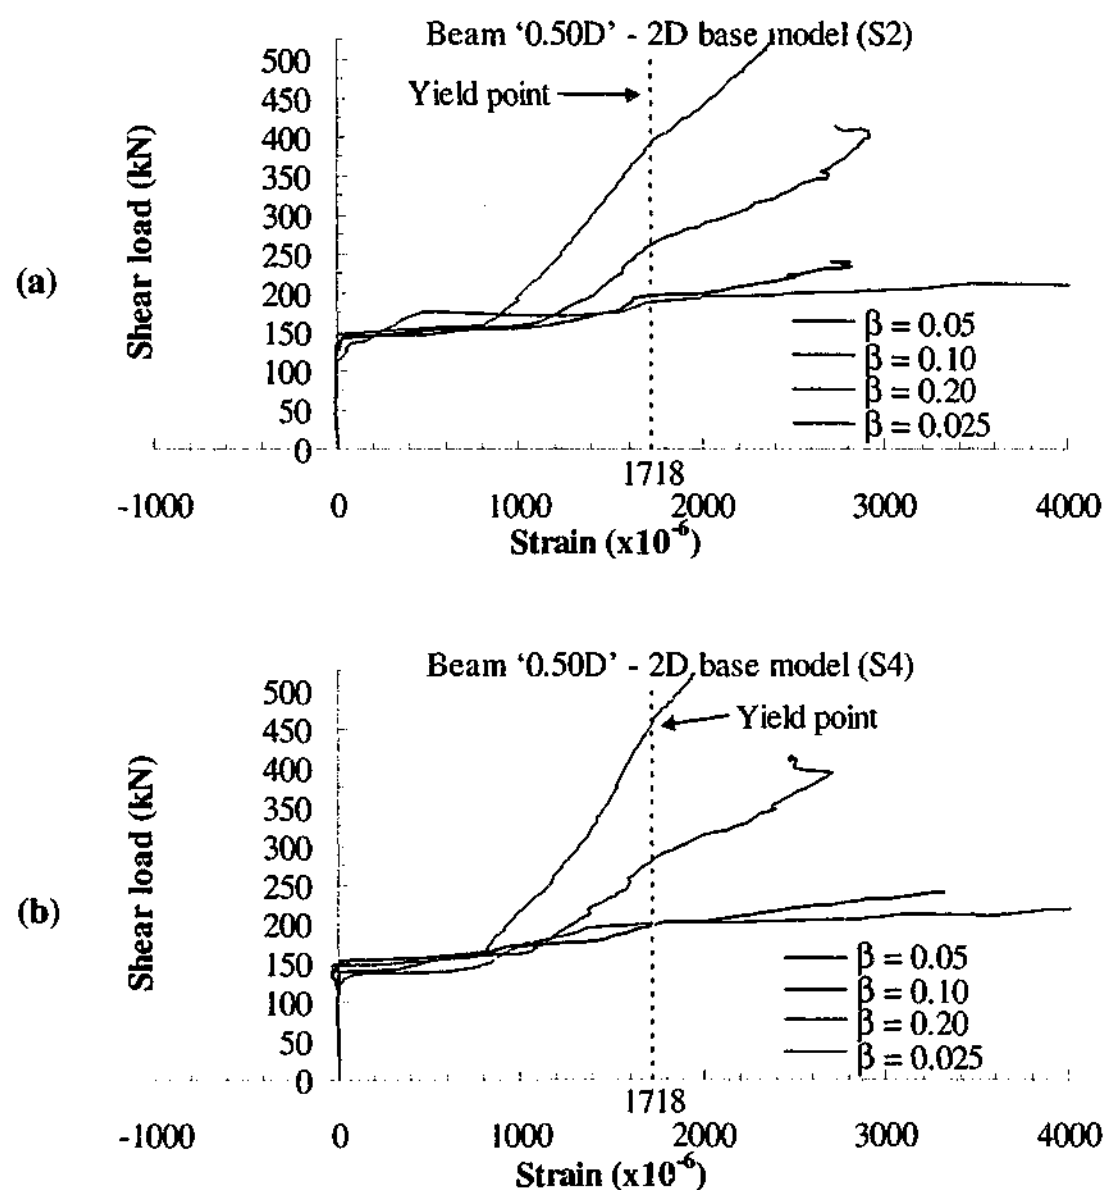 Beam ‘0.50D’ - 2D base model (S2)
Yield point
500
450
400
350
300
250
200
150
100
50
0
Shear load (kN)
(a)
β = 0.05
β = 0.10
β = 0.20
β = 0.025
1718
-1000 0 1000 2000 3000 4000
Strain (x10⁻⁶)
Beam ‘0.50D’ - 2D base model (S4)
Yield point
500
450
400
350
300
250
200
150
100
50
0
Shear load (kN)
(b)
β = 0.05
β = 0.10
β = 0.20
β = 0.025
1718
-1000 0 1000 2000 3000 4000
Strain (x10⁻⁶)